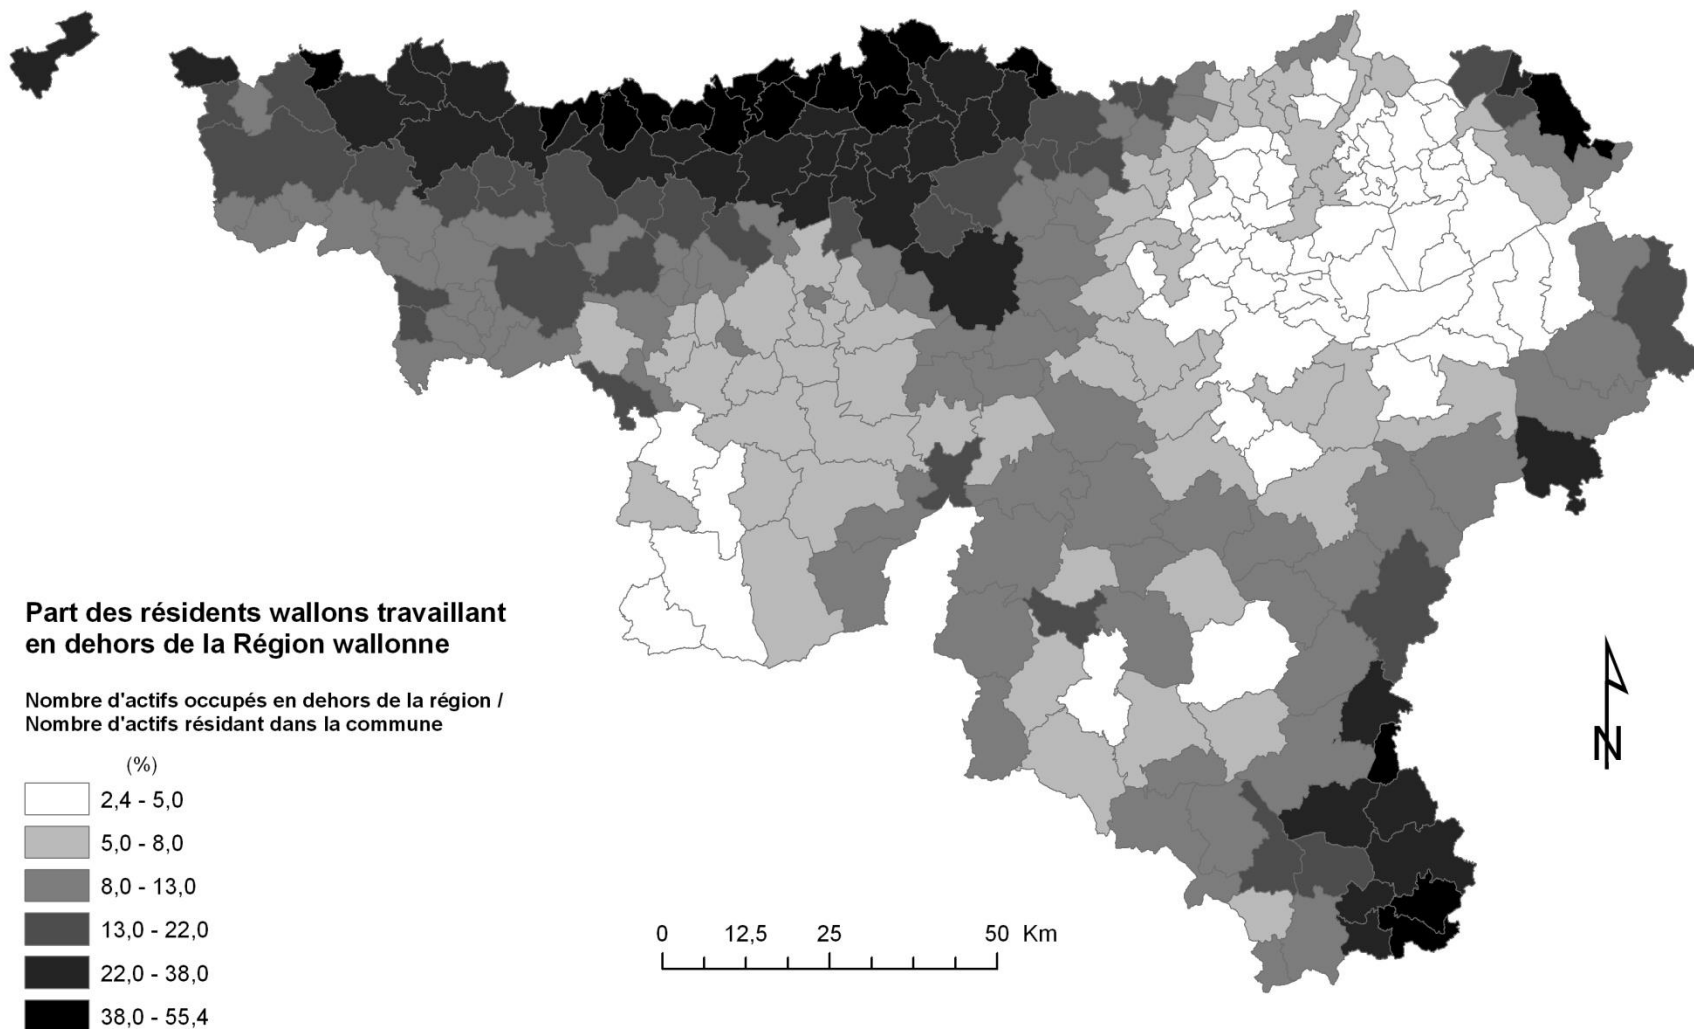 Part des résidents wallons travaillant
en dehors de la Région wallonne
Nombre d'actifs occupés en dehors de la région /
Nombre d'actifs résidant dans la commune
(%)
2,4 - 5,0
5,0 - 8,0
8,0 - 13,0
13,0 - 22,0
22,0 - 38,0
38,0 - 55,4
0 12,5 25 50 Km
N